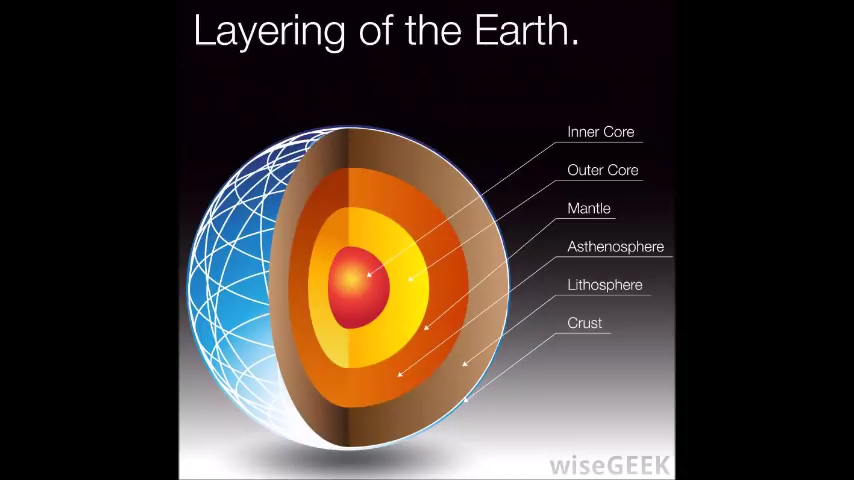 Layering of the Earth.
Inner Core
Outer Core
Mantle
Asthenosphere
Lithosphere
Crust
wiseGEEK